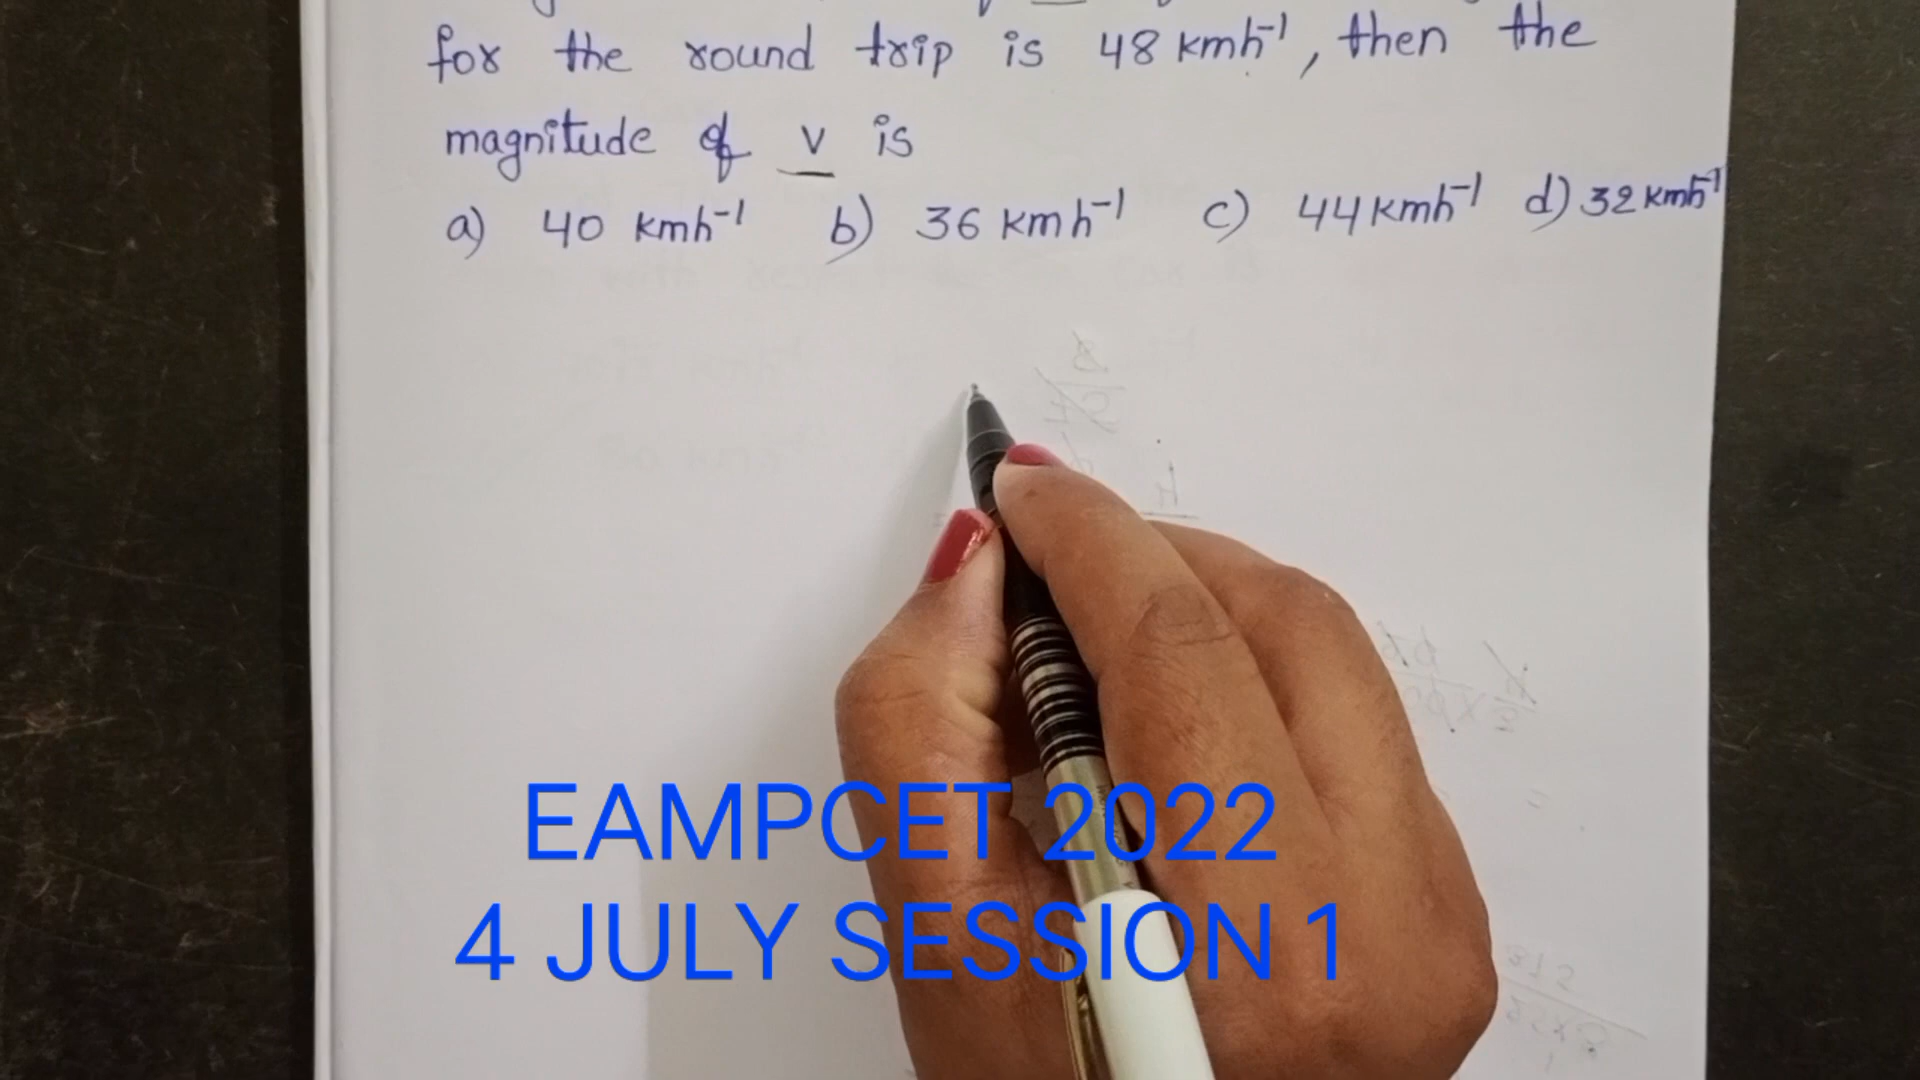 for the round trip is 48 kmh⁻¹, then the
magnitude of v is
a) 40 kmh⁻¹ b) 36 kmh⁻¹ c) 44 kmh⁻¹ d) 32 kmh⁻¹
EAMPCET 2022
4 JULY SESSION 1